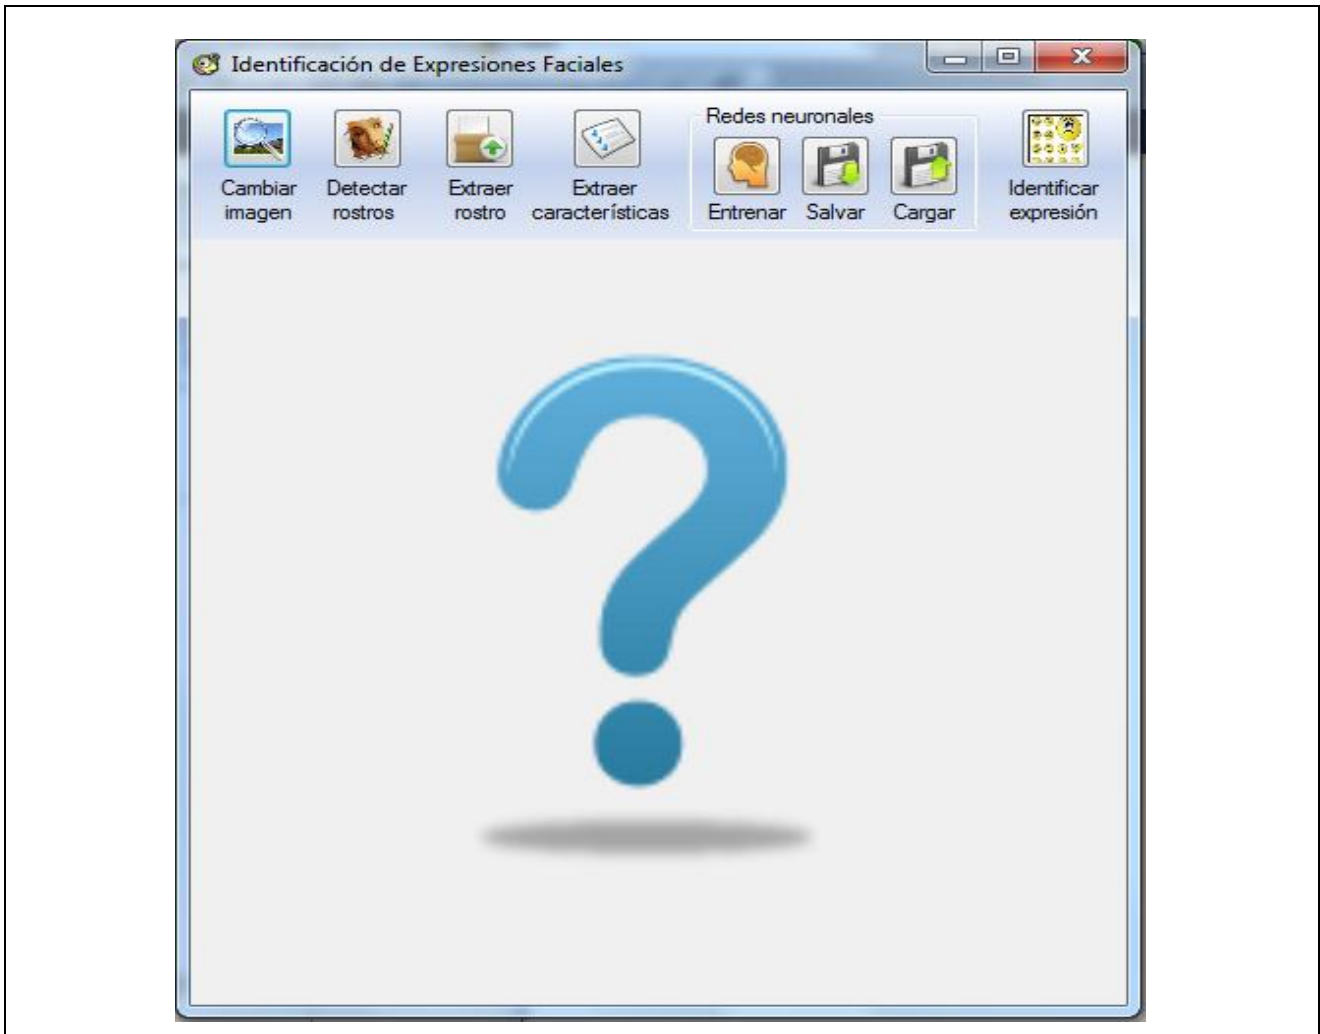 Identificación de Expresiones Faciales
Redes neuronales
Cambiar
imagen
Detectar
rostros
Extraer
rostro
Extraer
características
Entrenar
Salvar
Cargar
Identificar
expresión